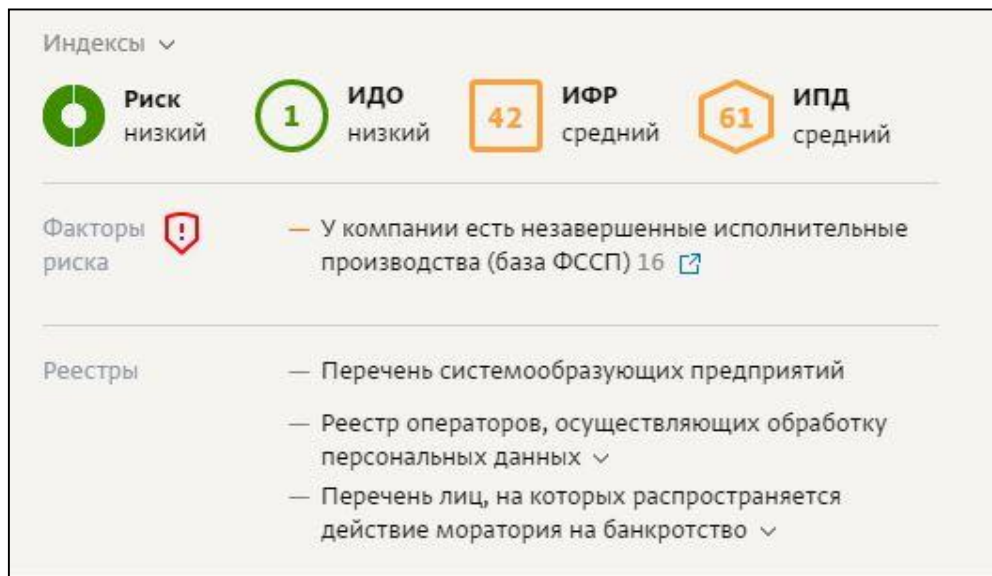 Индексы
Риск
низкий
1
ИДО
низкий
42
ИФР
средний
61
ИПД
средний
Факторы
риска
— У компании есть незавершенные исполнительные
производства (база ФССП) 16
Реестры
— Перечень системообразующих предприятий
— Реестр операторов, осуществляющих обработку
персональных данных
— Перечень лиц, на которых распространяется
действие моратория на банкротство